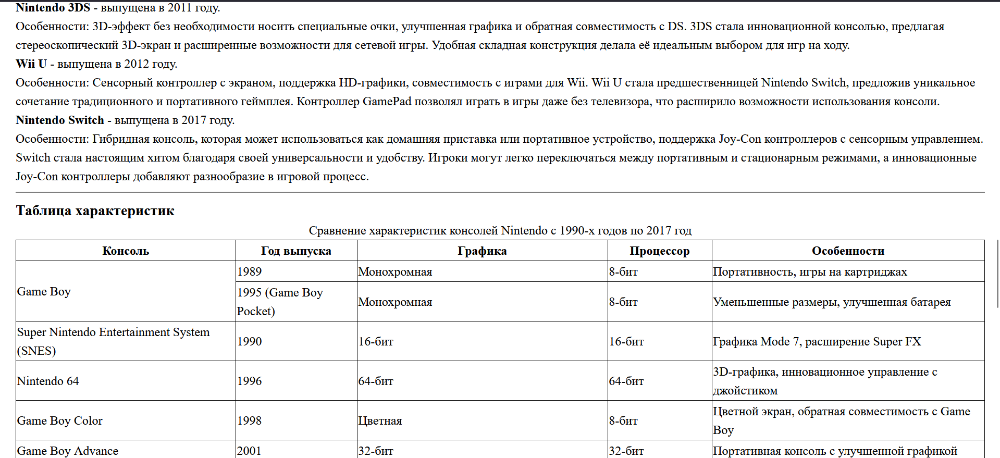 Nintendo 3DS - выпущена в 2011 году.
Особенности: 3D-эффект без необходимости носить специальные очки, улучшенная графика и обратная совместимость с DS. 3DS стала инновационной консолью, предлагая
стереоскопический 3D-экран и расширенные возможности для сетевой игры. Удобная складная конструкция делала её идеальным выбором для игр на ходу.
Wii U - выпущена в 2012 году.
Особенности: Сенсорный контроллер с экраном, поддержка HD-графики, совместимость с играми для Wii. Wii U стала предшественницей Nintendo Switch, предложив уникальное
сочетание традиционного и портативного геймплея. Контроллер GamePad позволял играть в игры даже без телевизора, что расширило возможности использования консоли.
Nintendo Switch - выпущена в 2017 году.
Особенности: Гибридная консоль, которая может использоваться как домашняя приставка или портативное устройство, поддержка Joy-Con контроллеров с сенсорным управлением.
Switch стала настоящим хитом благодаря своей универсальности и удобству. Игроки могут легко переключаться между портативным и стационарным режимами, а инновационные
Joy-Con контроллеры добавляют разнообразие в игровой процесс.
Таблица характеристик
Сравнение характеристик консолей Nintendo с 1990-х годов по 2017 год
Консоль Год выпуска Графика Процессор Особенности
Game Boy 1989 Монохромная 8-бит Портативность, игры на картриджах
1995 (Game Boy
Pocket) Монохромная 8-бит Уменьшенные размеры, улучшенная батарея
Super Nintendo Entertainment System
(SNES) 1990 16-бит 16-бит Графика Mode 7, расширение Super FX
Nintendo 64 1996 64-бит 64-бит 3D-графика, инновационное управление с
джойстиком
Game Boy Color 1998 Цветная 8-бит Цветной экран, обратная совместимость с Game
Boy
Game Boy Advance 2001 32-бит 32-бит Портативная консоль с улучшенной графикой